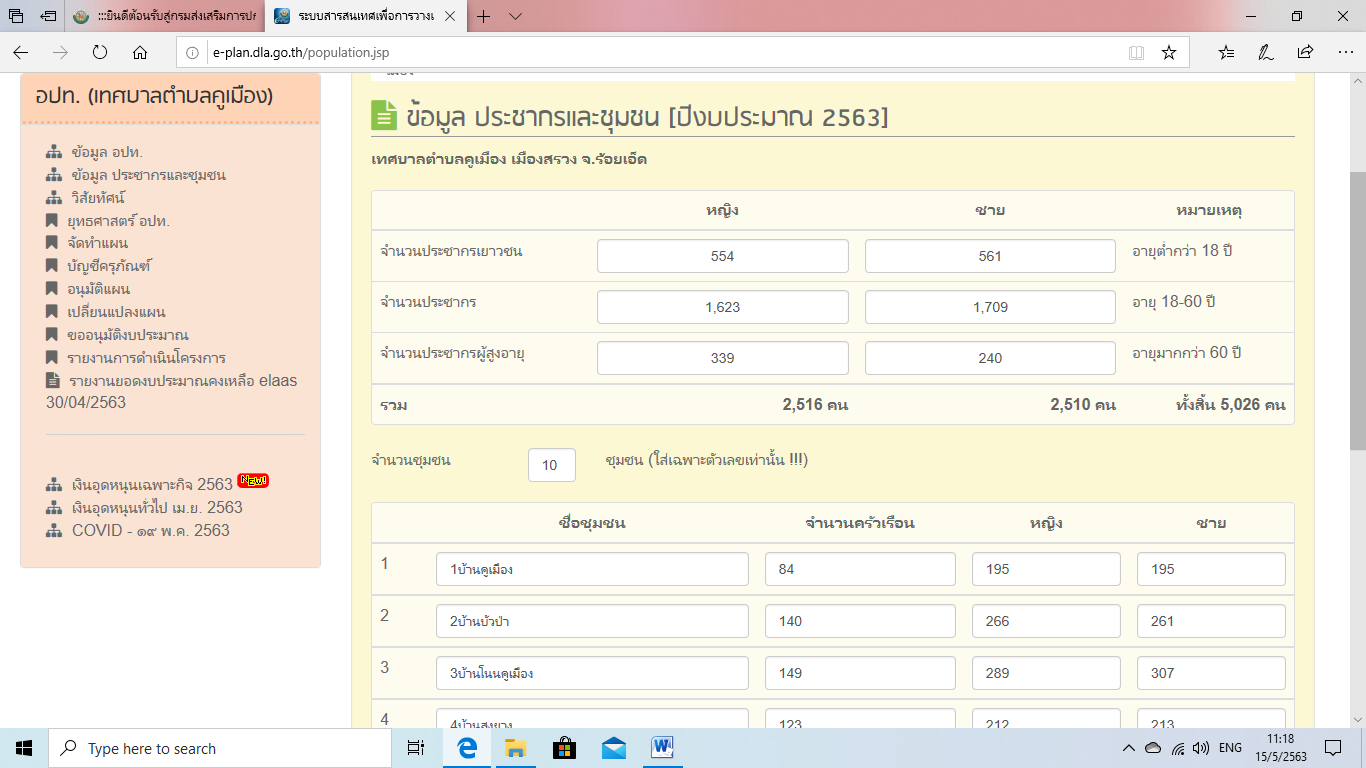 :::ยินดีต้อนรับสู่กรมส่งเสริมการปก
ระบบสารสนเทศเพื่อการวางแ
e-plan.dla.go.th/population.jsp
อปท. (เทศบาลตำบลคูเมือง)
ข้อมูล อปท.
ข้อมูล ประชากรและชุมชน
วิสัยทัศน์
ยุทธศาสตร์ อปท.
จัดทำแผน
บัญชีครุภัณฑ์
อนุมัติแผน
เปลี่ยนแปลงแผน
ขออนุมัติงบประมาณ
รายงานการดำเนินโครงการ
รายงานยอดงบประมาณคงเหลือ elaas
30/04/2563
เงินอุดหนุนเฉพาะกิจ 2563 NEW!
เงินอุดหนุนทั่วไป เม.ย. 2563
COVID - ๑๙ พ.ค. 2563
ข้อมูล ประชากรและชุมชน [ปีงบประมาณ 2563]
เทศบาลตำบลคูเมือง เมืองสรวง จ.ร้อยเอ็ด
หญิง ชาย หมายเหตุ
จำนวนประชากรเยาวชน 554 561 อายุต่ำกว่า 18 ปี
จำนวนประชากร 1,623 1,709 อายุ 18-60 ปี
จำนวนประชากรผู้สูงอายุ 339 240 อายุมากกว่า 60 ปี
รวม 2,516 คน 2,510 คน ทั้งสิ้น 5,026 คน
จำนวนชุมชน 10 ชุมชน (ใส่เฉพาะตัวเลขเท่านั้น !!!)
ชื่อชุมชน จำนวนครัวเรือน หญิง ชาย
1 1บ้านคูเมือง 84 195 195
2 2บ้านบัวป่า 140 266 261
3 3บ้านโนนคูเมือง 149 289 307
4 4บ้านสูงยาง 123 212 213
Type here to search
ENG
11:18
15/5/2563